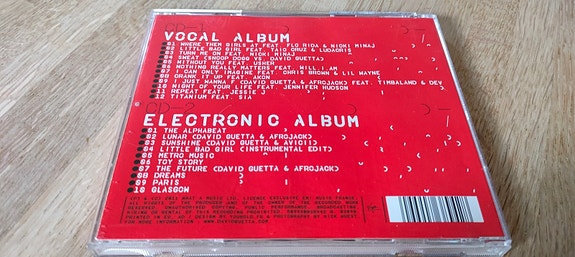 CD-1
VOCAL ALBUM
01 WHERE THEM GIRLS AT FEAT. FLO RIDA & NICKI MINAJ
02 LITTLE BAD GIRL FEAT. TAIO CRUZ & LUDACRIS
03 TURN ME ON FEAT. NICKI MINAJ
04 SWEAT (SNOOP DOGG VS. DAVID GUETTA)
05 WITHOUT YOU FEAT. USHER
06 NOTHING REALLY MATTERS FEAT. WILL.I.AM
07 I CAN ONLY IMAGINE FEAT. CHRIS BROWN & LIL WAYNE
08 CRANK IT UP FEAT. AKON
09 I JUST WANNA F (DAVID GUETTA & AFROJACK) FEAT. TIMBALAND & DEV
10 NIGHT OF YOUR LIFE FEAT. JENNIFER HUDSON
11 REPEAT FEAT. JESSIE J
12 TITANIUM FEAT. SIA
CD-2
ELECTRONIC ALBUM
01 THE ALPHABEAT
02 LUNAR (DAVID GUETTA & AFROJACK)
03 SUNSHINE (DAVID GUETTA & AVICII)
04 LITTLE BAD GIRL (INSTRUMENTAL EDIT)
05 METRO MUSIC
06 TOY STORY
07 THE FUTURE (DAVID GUETTA & AFROJACK)
08 DREAMS
09 PARIS
10 GLASGOW